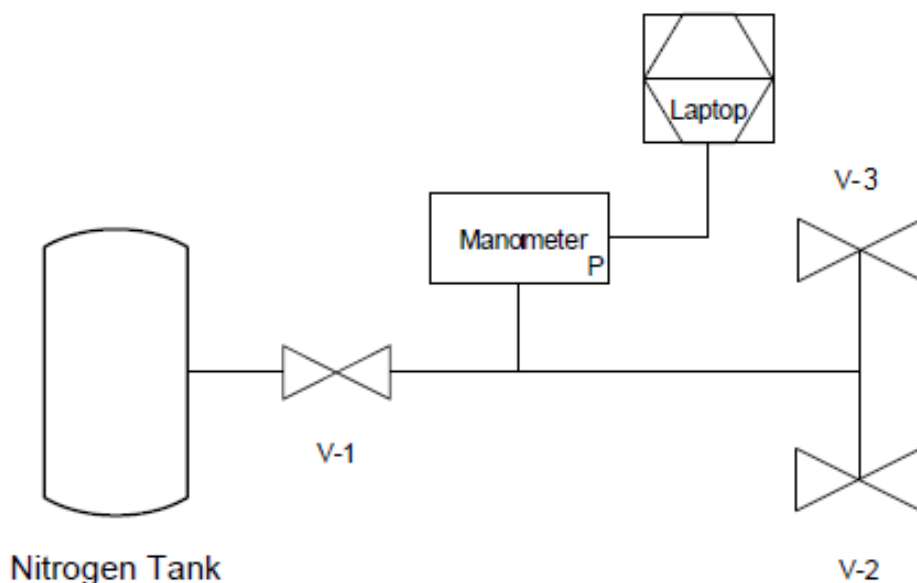 Laptop
V-3
Manometer
P
V-1
Nitrogen Tank
V-2